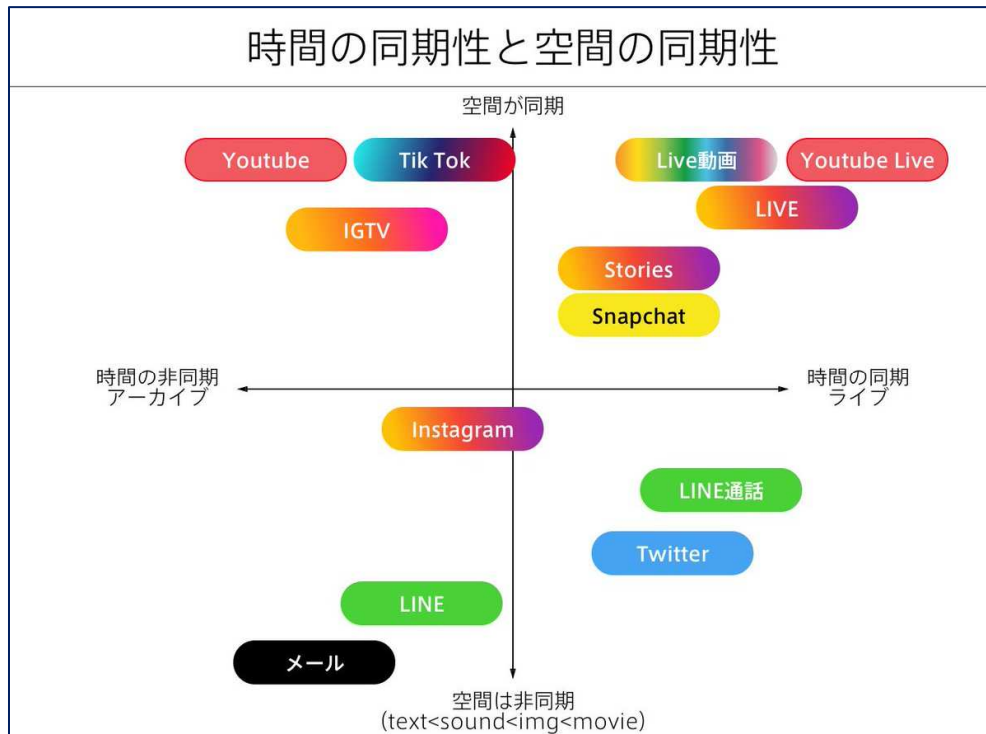 時間の同期性と空間の同期性
空間が同期
Youtube
Tik Tok
Live動画
Youtube Live
LIVE
IGTV
Stories
Snapchat
時間の非同期
アーカイブ
時間の同期
ライブ
Instagram
LINE通話
Twitter
LINE
メール
空間は非同期
(text<sound<img<movie)